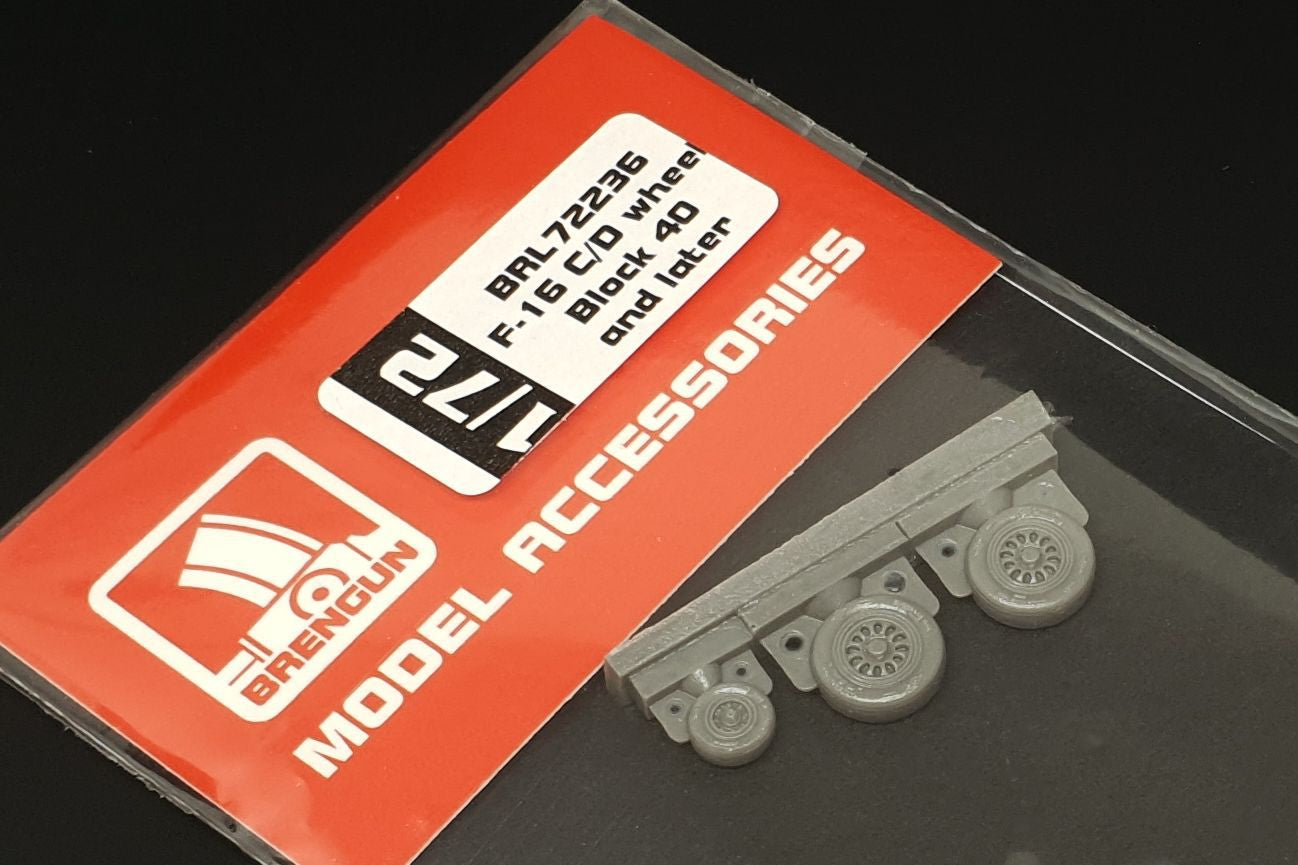 BRL72236
F-16 C/D wheel
Block 40
and later
1/72
BRENGUN
MODEL ACCESSORIES